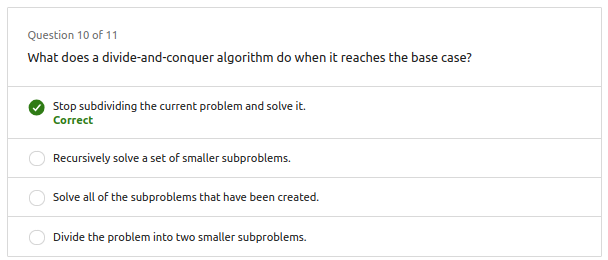 Question 10 of 11
What does a divide-and-conquer algorithm do when it reaches the base case?
Stop subdividing the current problem and solve it.
Correct
Recursively solve a set of smaller subproblems.
Solve all of the subproblems that have been created.
Divide the problem into two smaller subproblems.